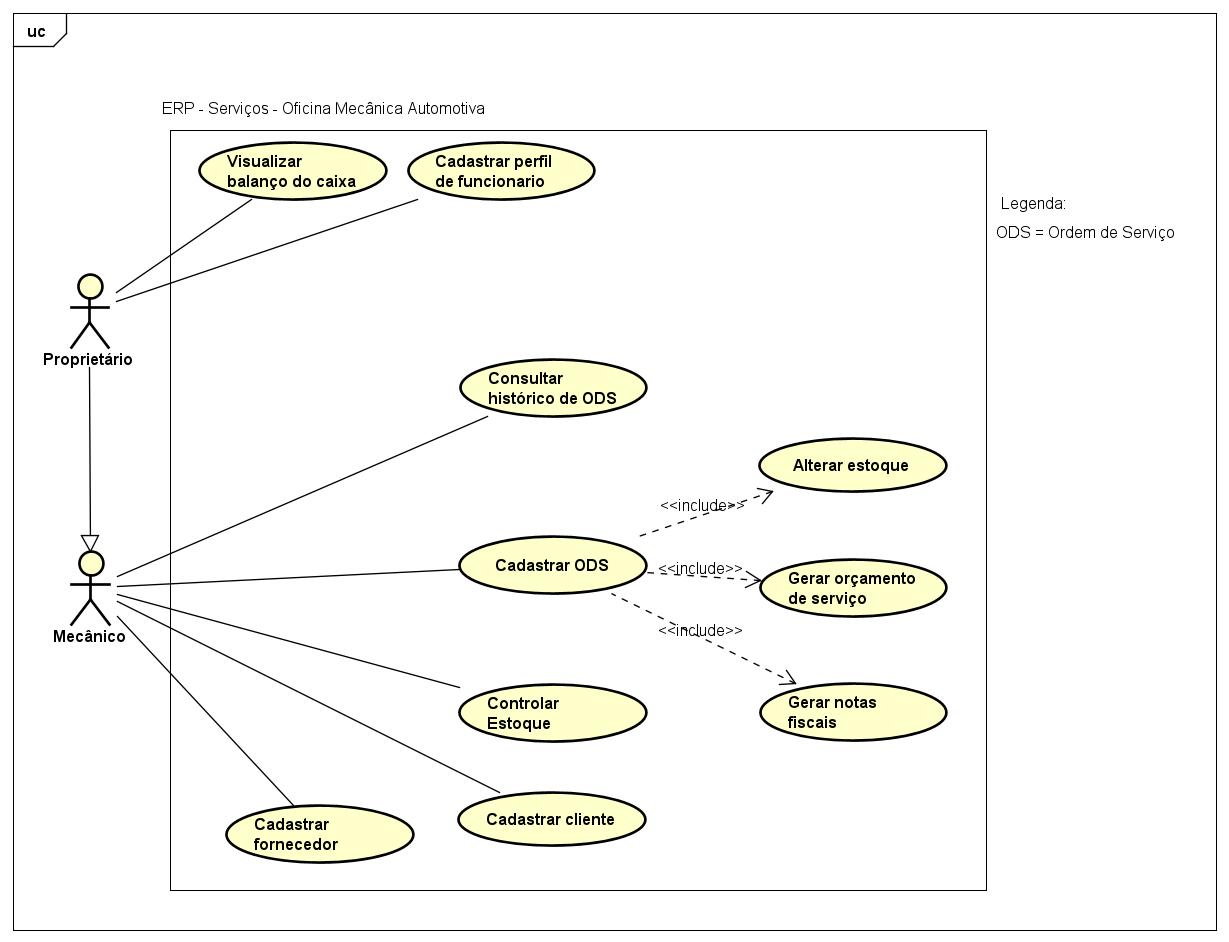 uc
ERP - Serviços - Oficina Mecânica Automotiva
Visualizar
balanço do caixa
Cadastrar perfil
de funcionario
Legenda:
ODS = Ordem de Serviço
Proprietário
Consultar
histórico de ODS
Alterar estoque
<<include>>
Cadastrar ODS
<<include>>
Gerar orçamento
de serviço
Mecânico
<<include>>
Controlar
Estoque
Gerar notas
fiscais
Cadastrar
fornecedor
Cadastrar cliente